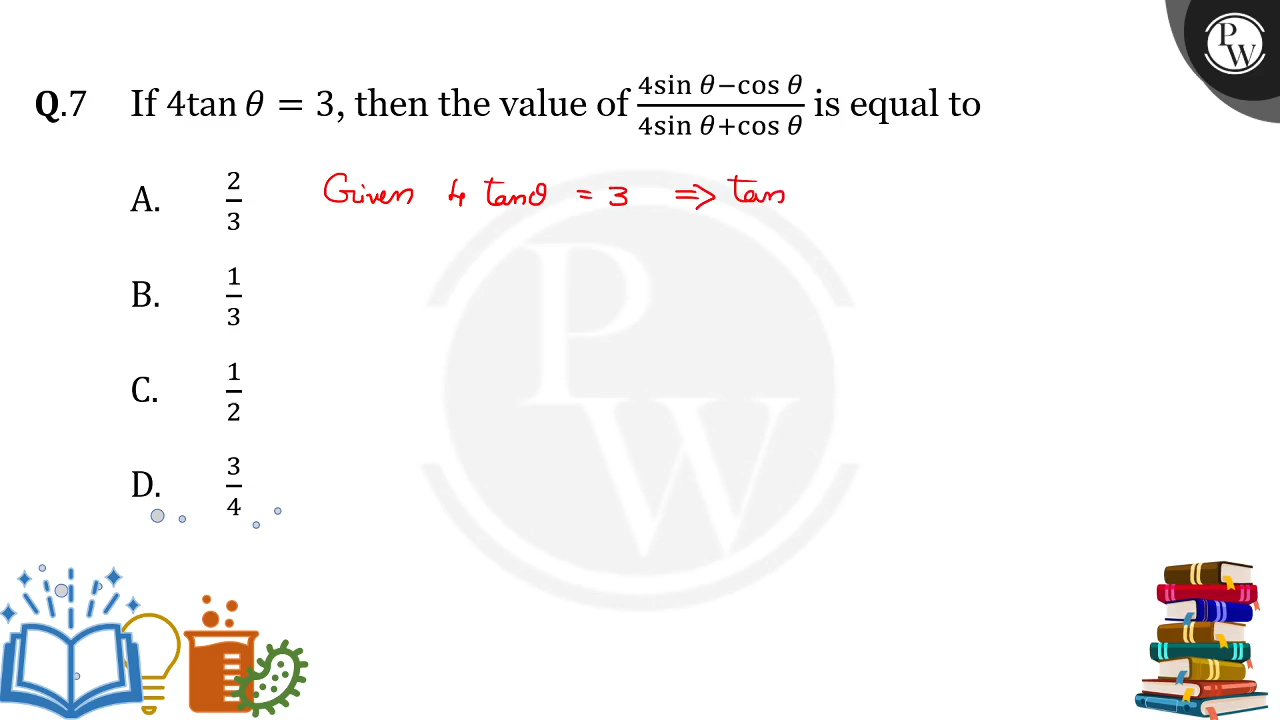 P
W
Q.7 If 4tan θ = 3, then the value of (4sin θ−cos θ)/(4sin θ+cos θ) is equal to
A. 2/3
Given 4 tanθ = 3 ⇒ tan
B. 1/3
C. 1/2
D. 3/4
P
W